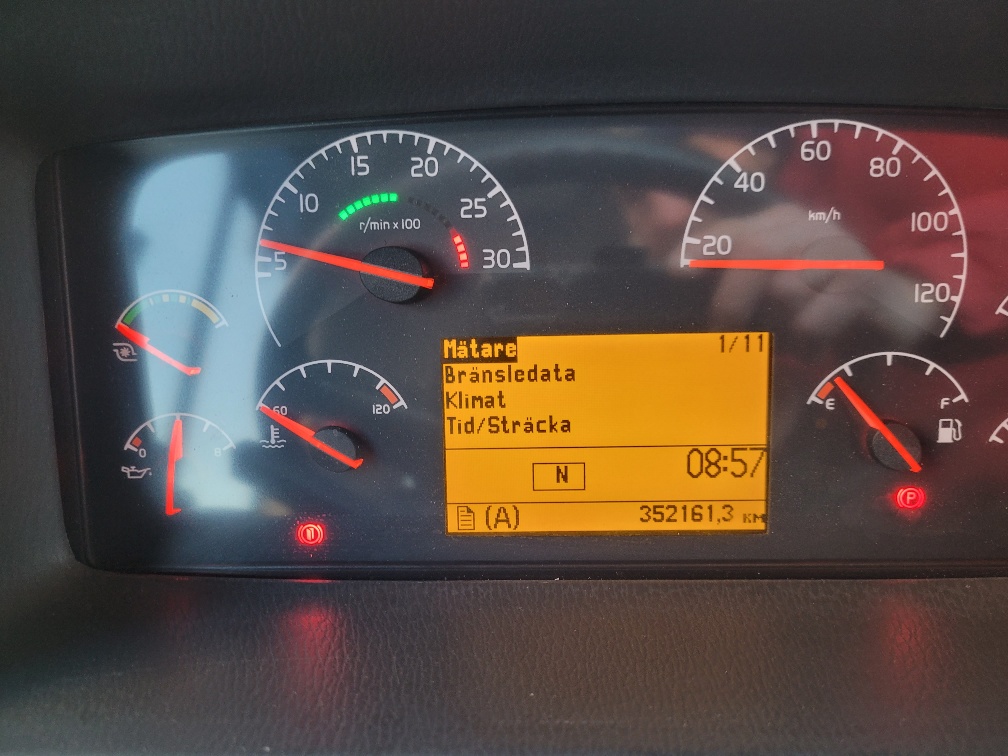 5
10
15
20
25
30
r/min x 100
20
40
60
80
100
120
km/h
60
120
0
8
Mätare 1/11
Bränsledata
Klimat
Tid/Sträcka
N 08:57
(A) 352161,3 KM
E
F
P